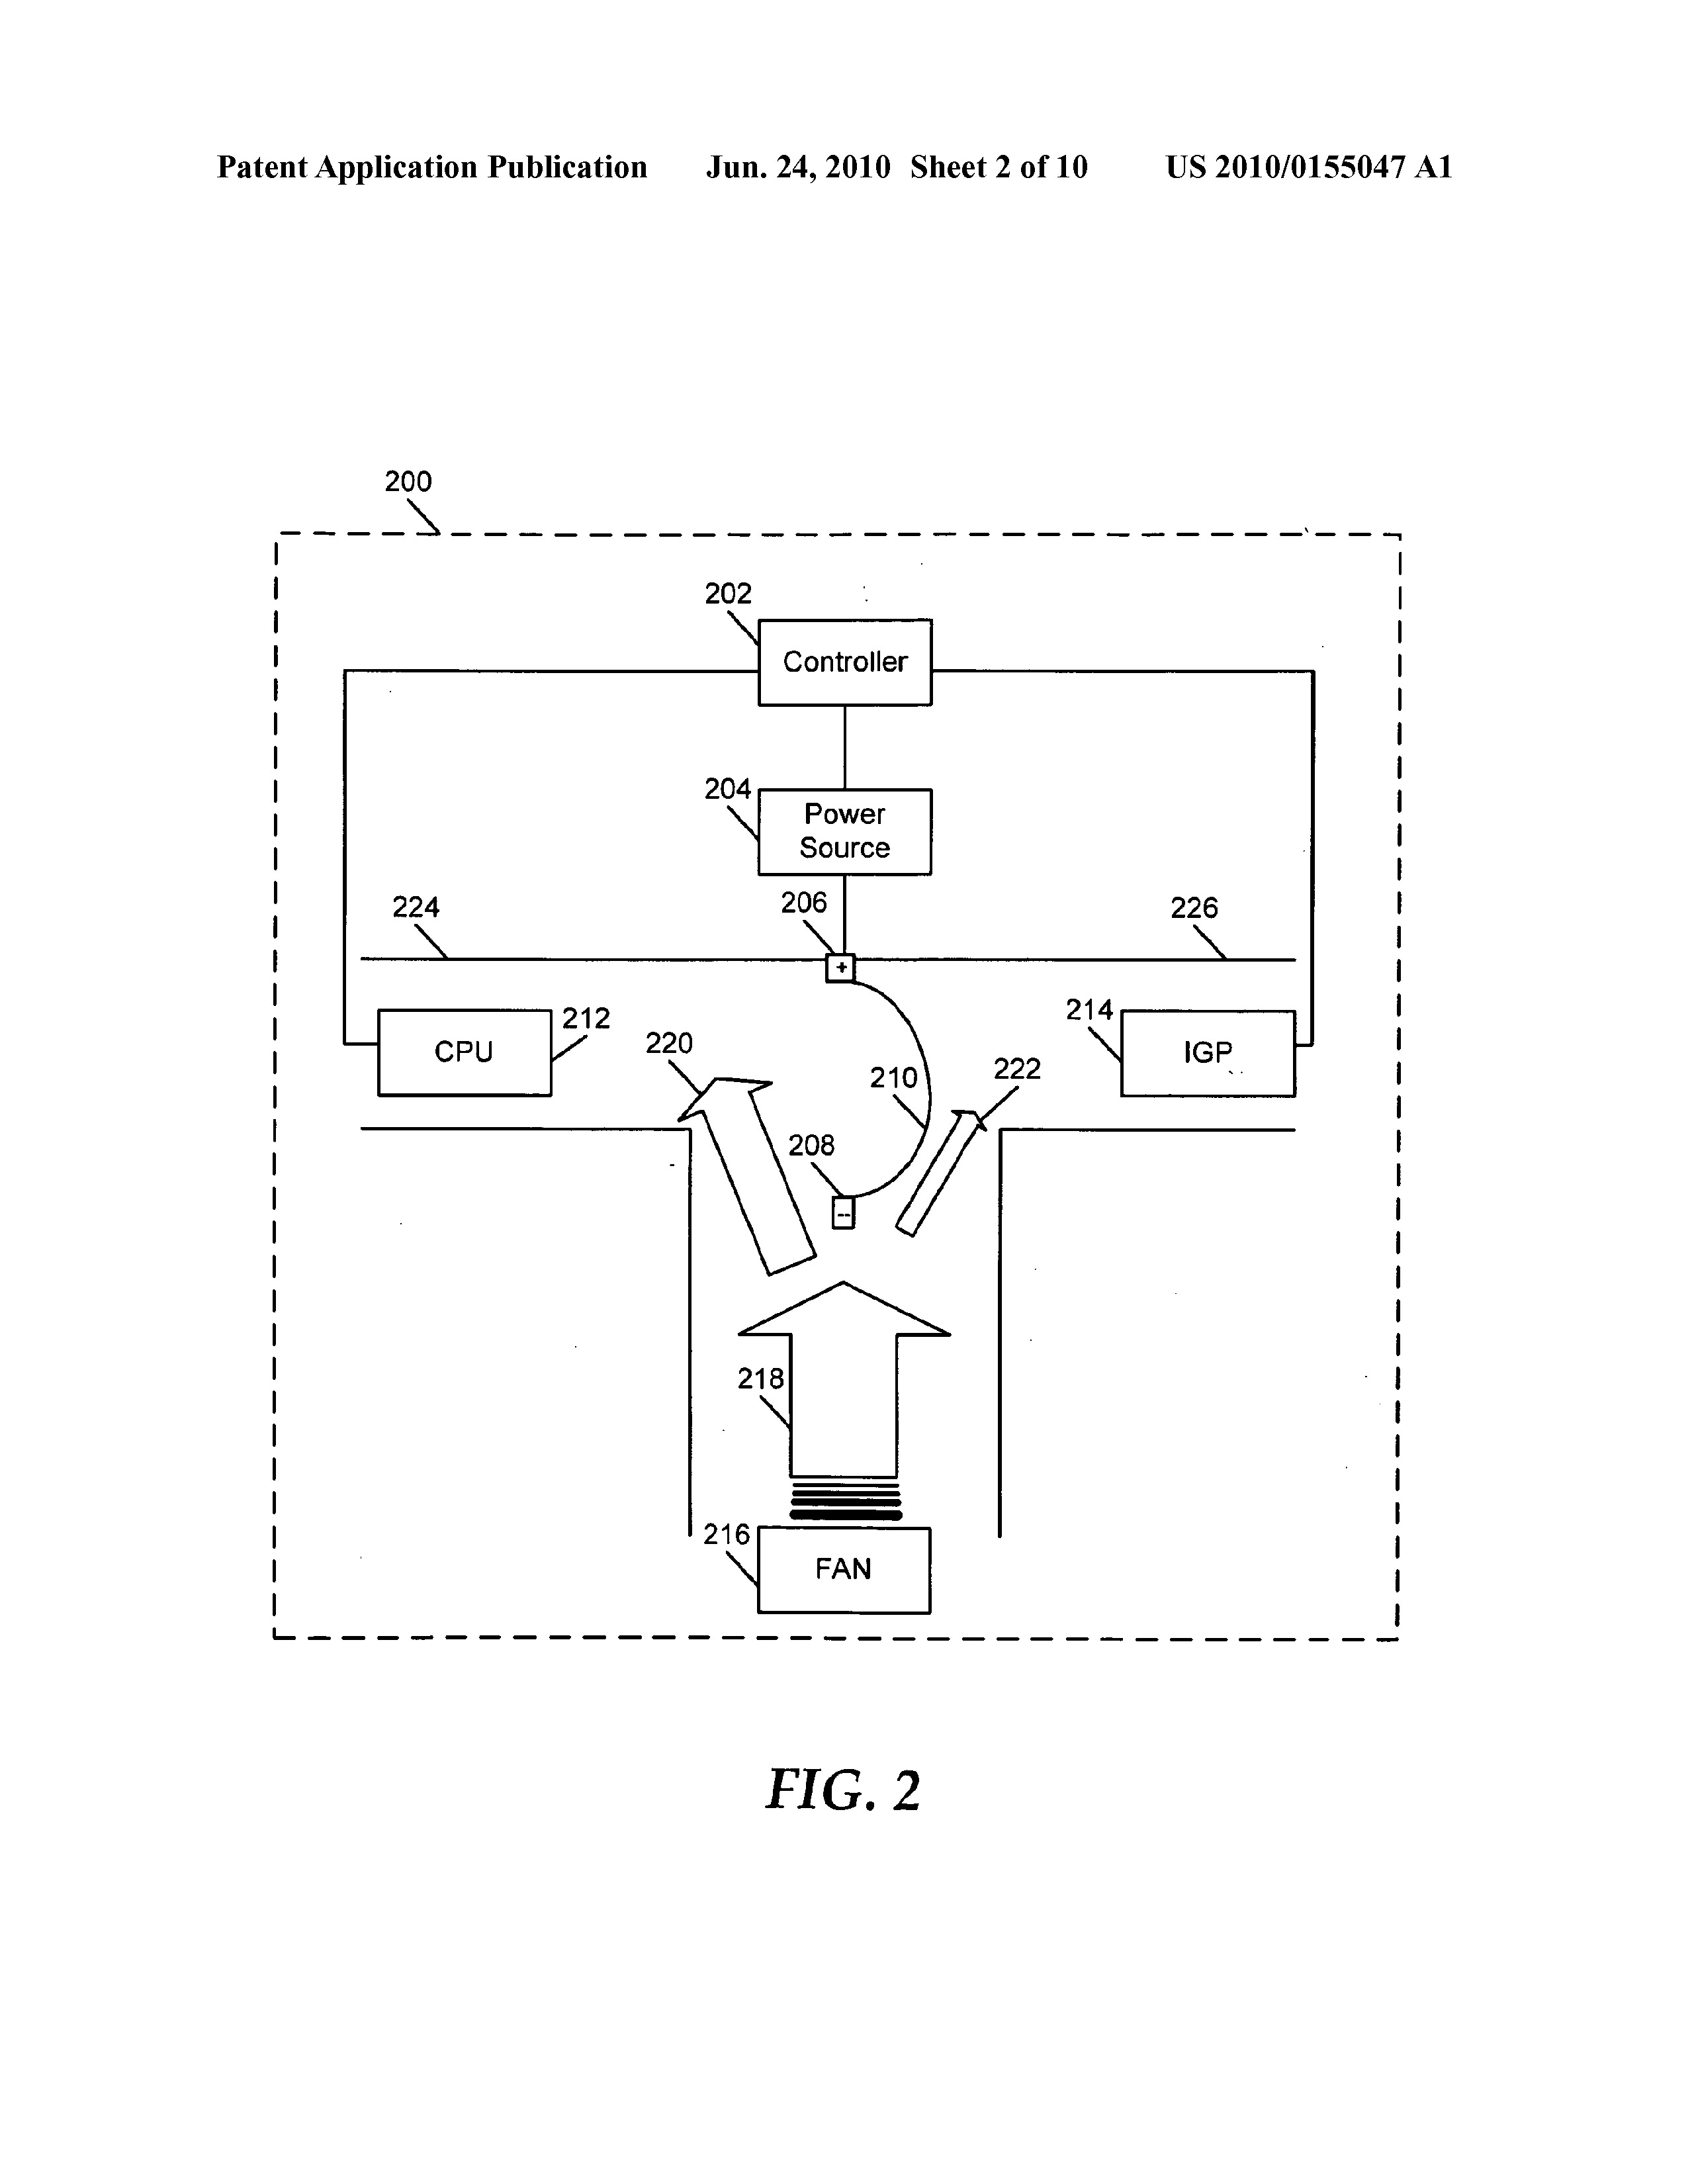 Patent Application Publication Jun. 24, 2010 Sheet 2 of 10 US 2010/0155047 A1
200
202
Controller
204
Power
Source
206
224
226
+
212
CPU
214
IGP
220
210
222
208
--
218
216
FAN
FIG. 2